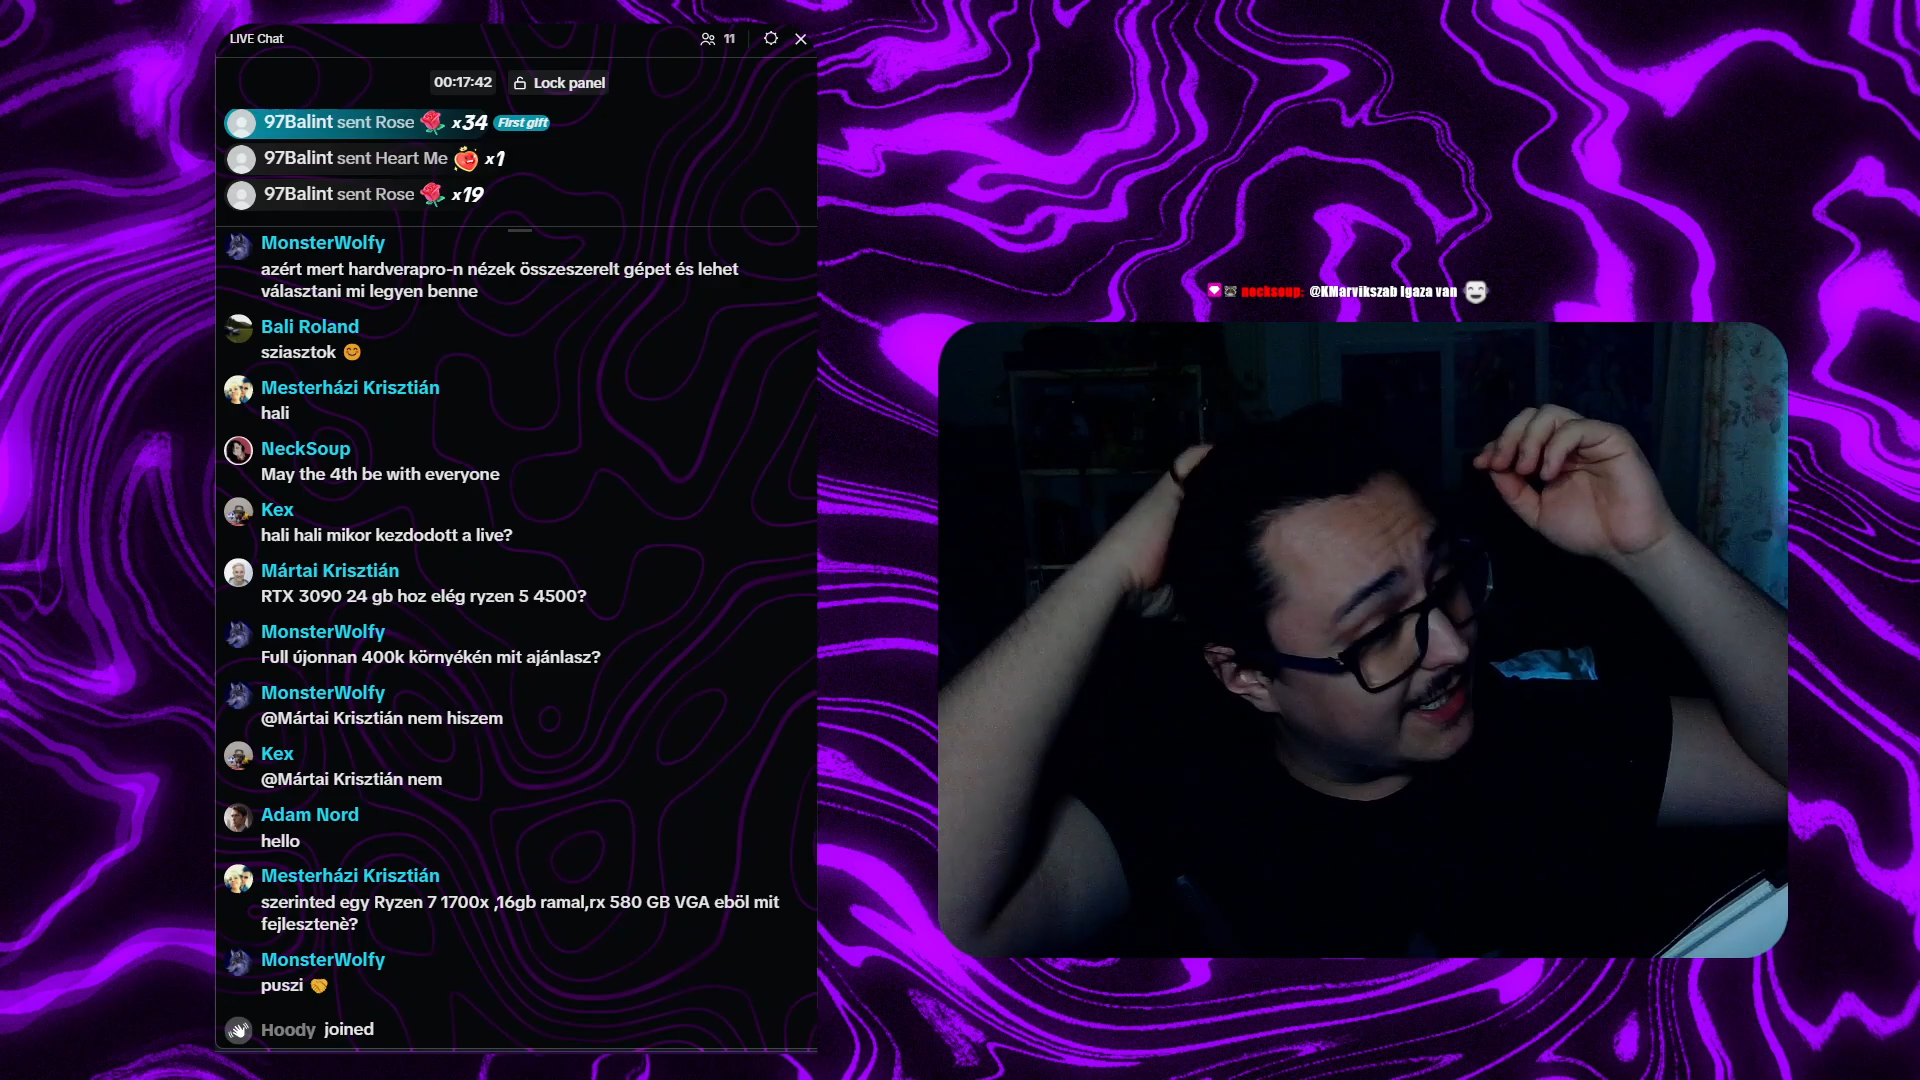 LIVE Chat
11
00:17:42
Lock panel
97Balint sent Rose x34 First gift
97Balint sent Heart Me x1
97Balint sent Rose x19
MonsterWolfy
azért mert hardverapro-n nézek összeszerelt gépet és lehet
választani mi legyen benne
Bali Roland
sziasztok
Mesterházi Krisztián
hali
NeckSoup
May the 4th be with everyone
Kex
hali hali mikor kezdodott a live?
Mártai Krisztián
RTX 3090 24 gb hoz elég ryzen 5 4500?
MonsterWolfy
Full újonnan 400k környékén mit ajánlasz?
MonsterWolfy
@Mártai Krisztián nem hiszem
Kex
@Mártai Krisztián nem
Adam Nord
hello
Mesterházi Krisztián
szerinted egy Ryzen 7 1700x ,16gb ramal,rx 580 GB VGA eböl mit
fejlesztenè?
MonsterWolfy
puszi
Hoody joined
necksoup: @KMarvikszab Igaza van